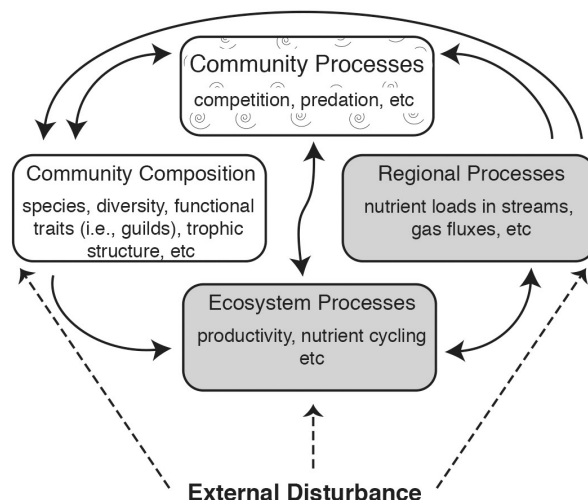 Community Processes
competition, predation, etc
Community Composition
species, diversity, functional
traits (i.e., guilds), trophic
structure, etc
Regional Processes
nutrient loads in streams,
gas fluxes, etc
Ecosystem Processes
productivity, nutrient cycling
etc
External Disturbance